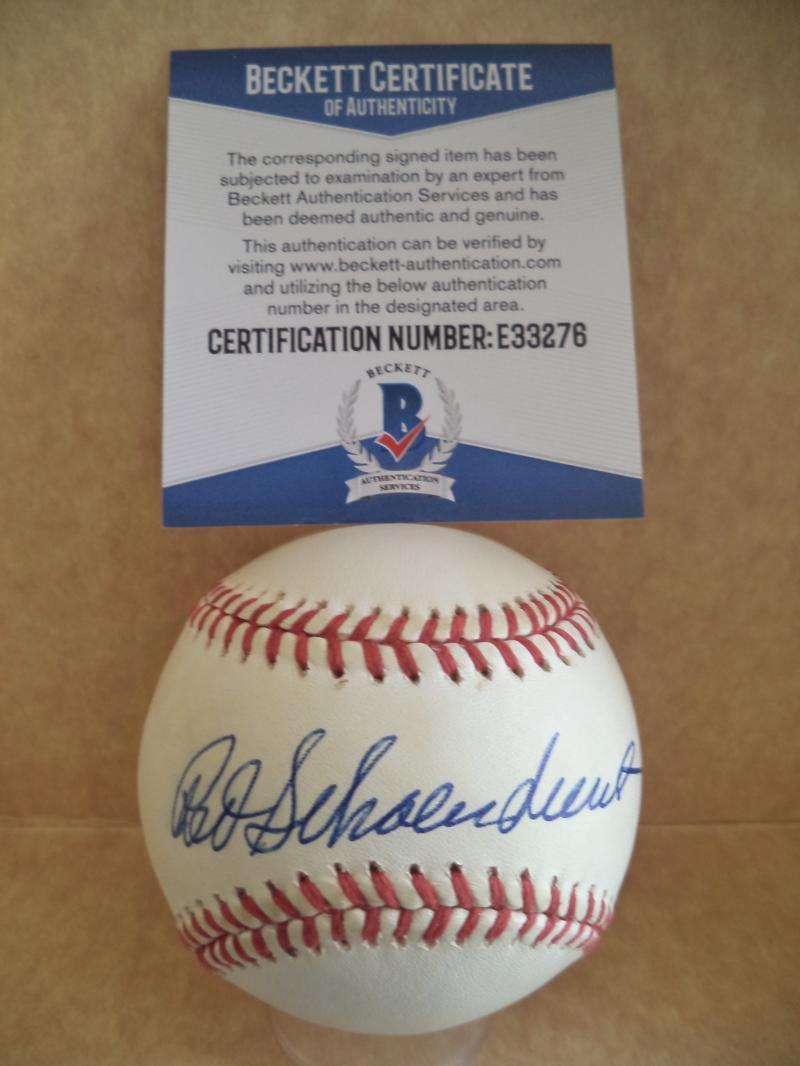 BECKETT CERTIFICATE
OF AUTHENTICITY
The corresponding signed item has been
subjected to examination by an expert from
Beckett Authentication Services and has
been deemed authentic and genuine.
This authentication can be verified by
visiting www.beckett-authentication.com
and utilizing the below authentication
number in the designated area.
CERTIFICATION NUMBER: E33276
BECKETT
B
AUTHENTICATION
SERVICES
Red Schoendienst